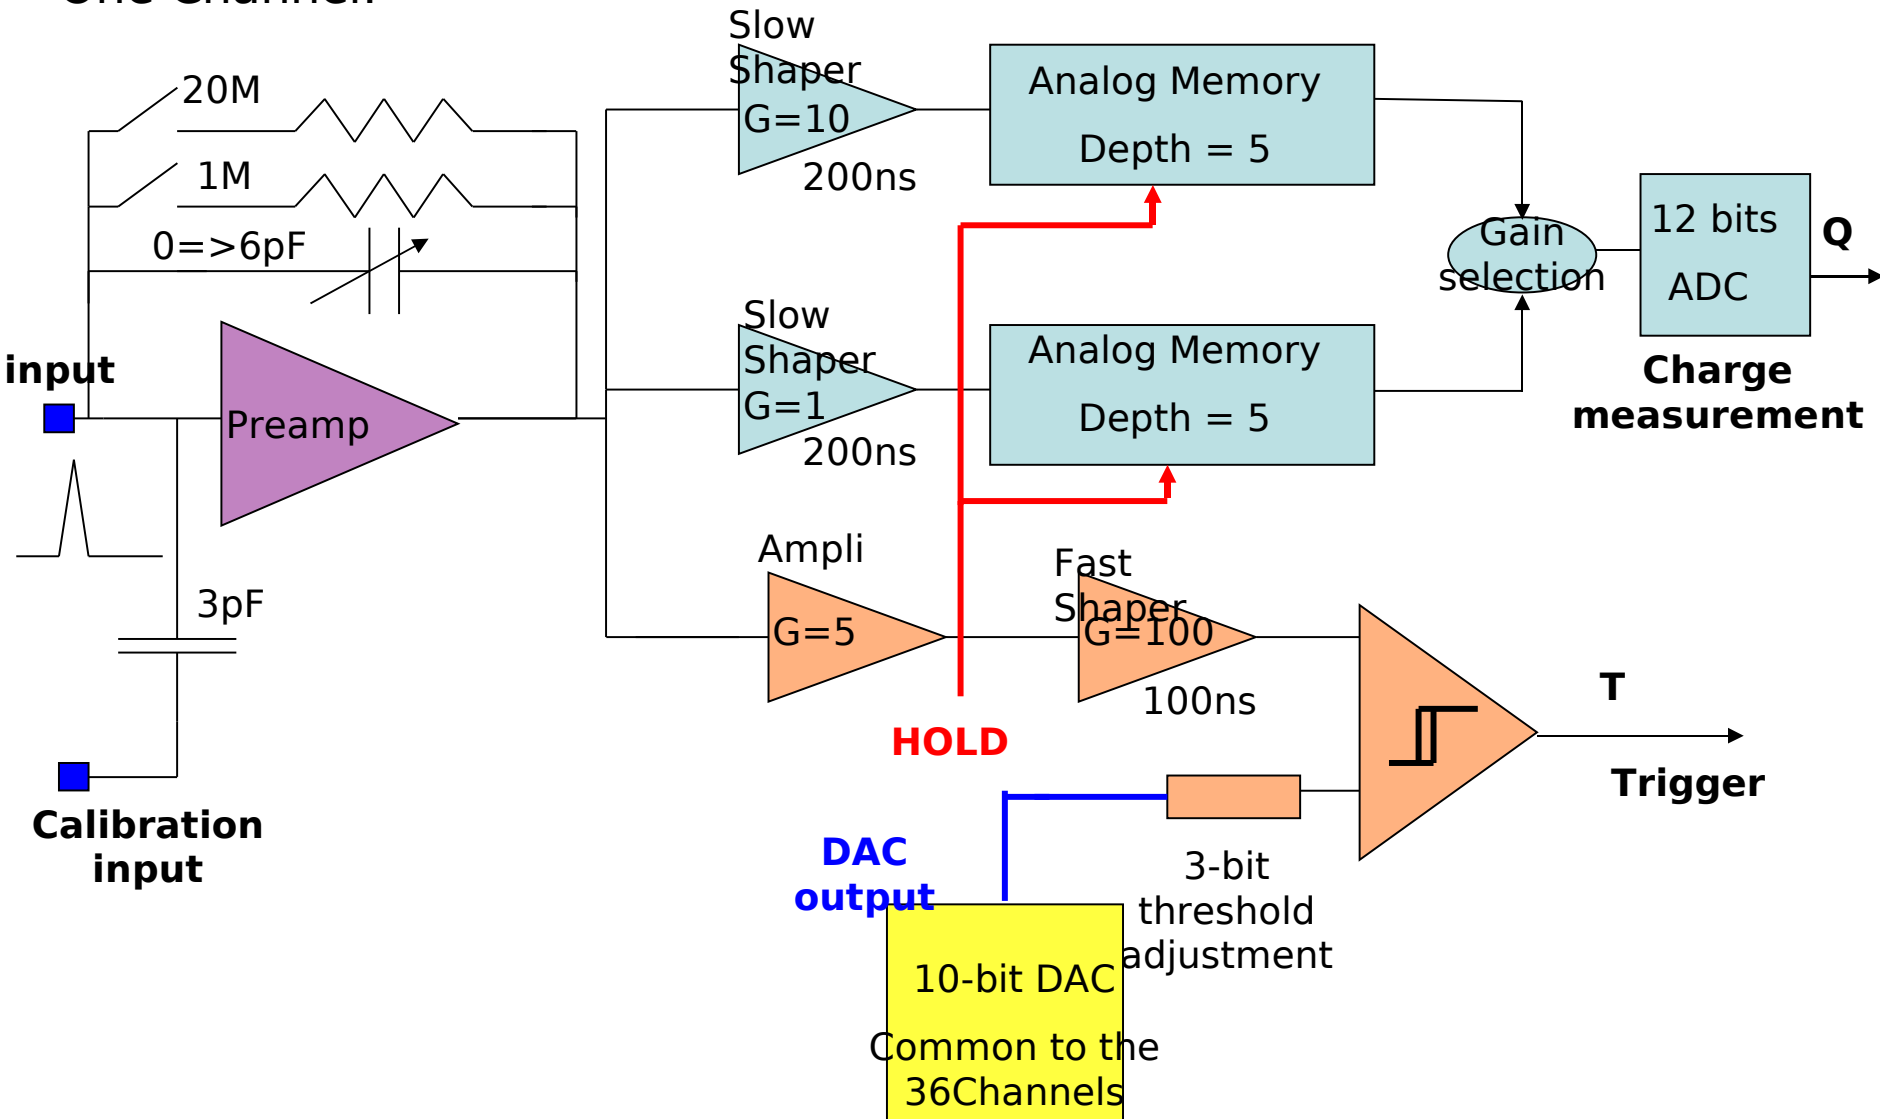 One Channel:
Slow
Shaper
G=10
200ns
Analog Memory
Depth = 5
20M
1M
0=>6pF
Gain
selection
12 bits
ADC
Q
Charge
measurement
input
Preamp
Slow
Shaper
G=1
200ns
Analog Memory
Depth = 5
Ampli
G=5
Fast
Shaper
G=100
100ns
3pF
HOLD
T
Trigger
Calibration
input
DAC
output
3-bit
threshold
adjustment
10-bit DAC
Common to the
36Channels